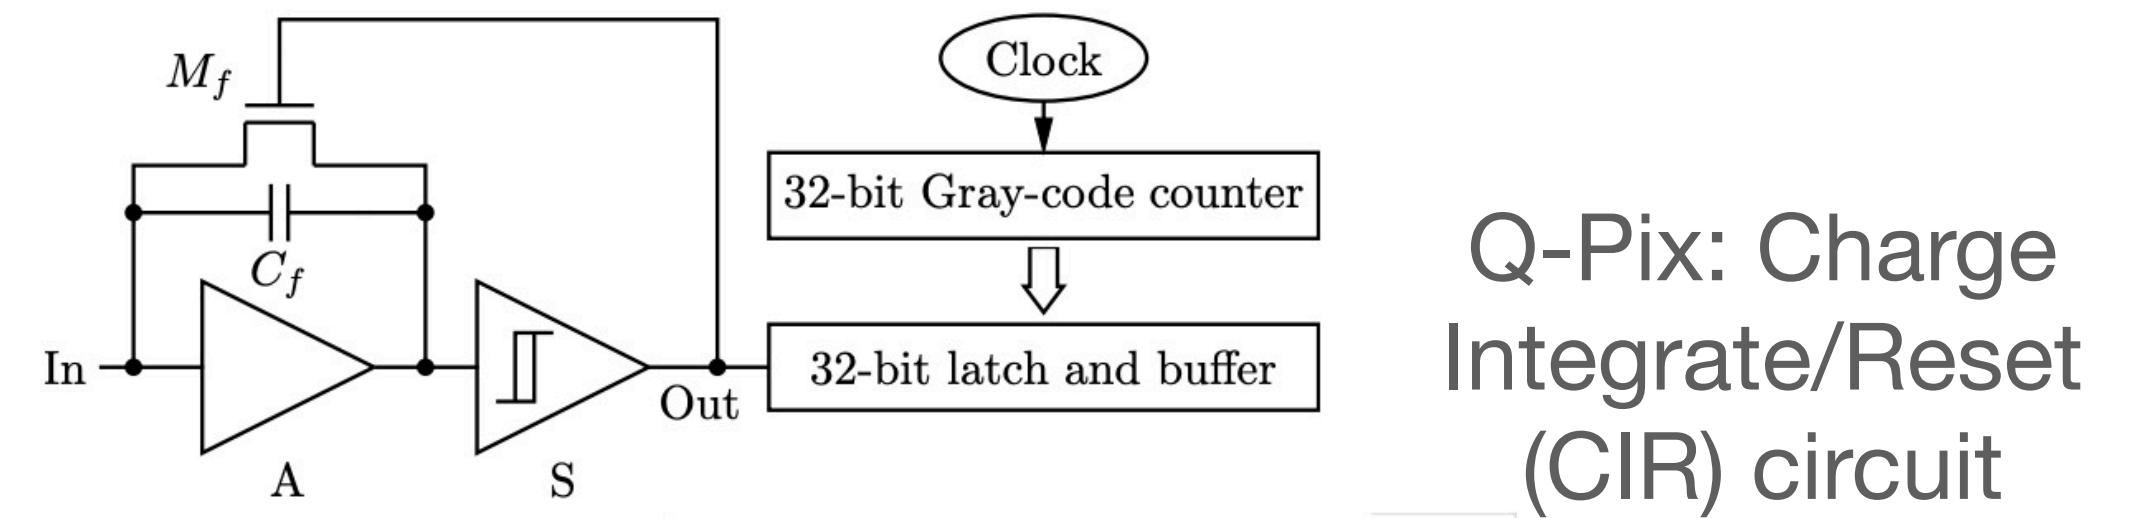 M_f
Clock
32-bit Gray-code counter
C_f
In
32-bit latch and buffer
Out
A
S
Q-Pix: Charge
Integrate/Reset
(CIR) circuit